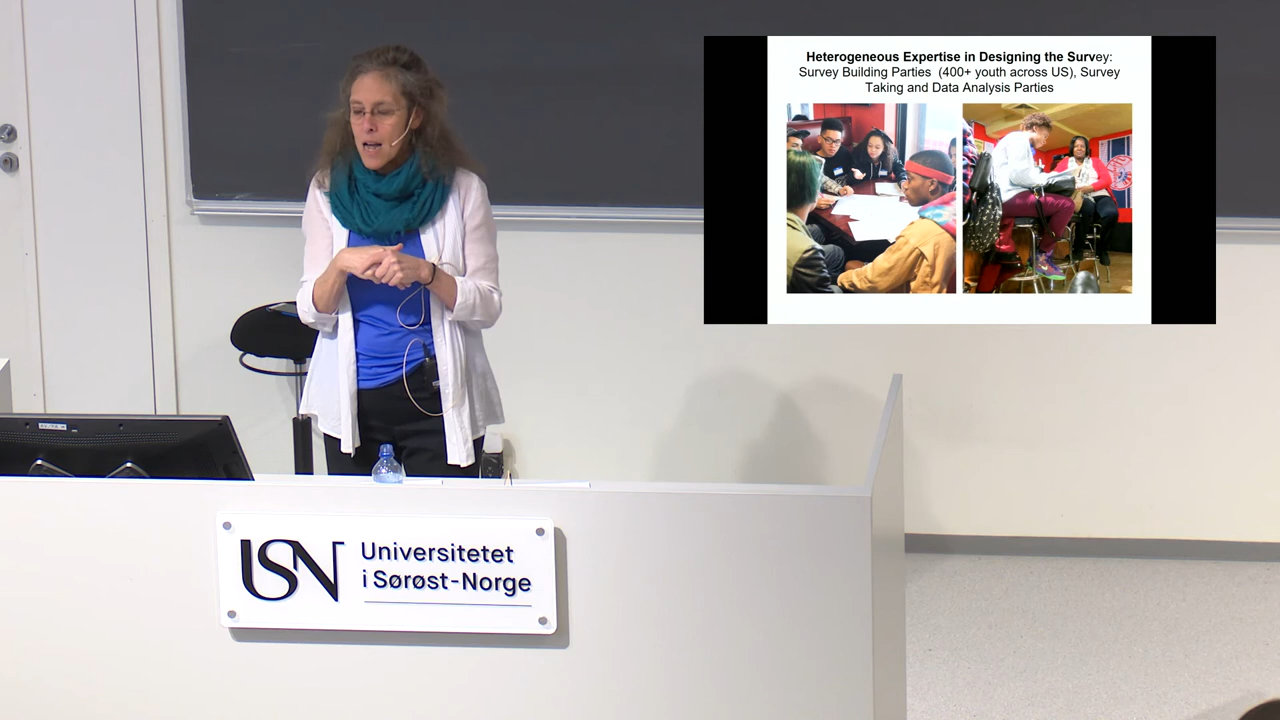 Heterogeneous Expertise in Designing the Survey:
Survey Building Parties (400+ youth across US), Survey
Taking and Data Analysis Parties
USN
Universitetet
i Sørøst-Norge